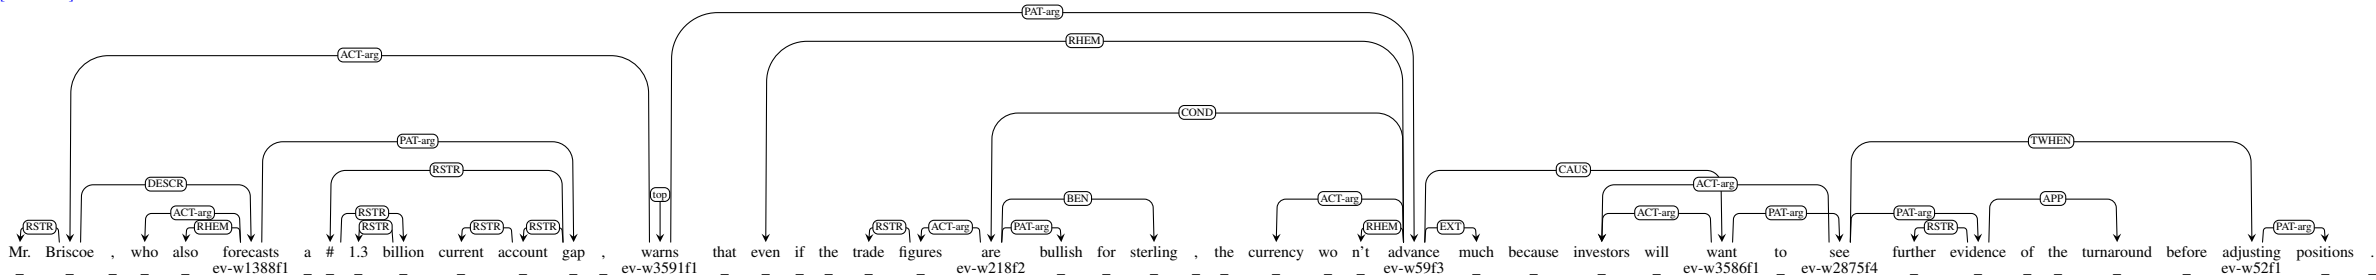 PAT-arg
RHEM
ACT-arg
COND
PAT-arg TWHEN
RSTR CAUS
DESCR ACT-arg
top BEN ACT-arg APP
ACT-arg RSTR ACT-arg PAT-arg PAT-arg
RSTR RHEM RSTR RSTR RSTR RSTR ACT-arg PAT-arg RHEM EXT RSTR PAT-arg
Mr. Briscoe , who also forecasts a # 1.3 billion current account gap , warns that even if the trade figures are bullish for sterling , the currency wo n't advance much because investors will want to see further evidence of the turnaround before adjusting positions .
_ _ _ _ _ ev-w1388f1 _ _ _ _ _ _ _ _ ev-w3591f1 _ _ _ _ _ _ ev-w218f2 _ _ _ _ _ _ _ _ ev-w59f3 _ _ _ _ ev-w3586f1 _ ev-w2875f4 _ _ _ _ _ _ ev-w52f1 _ _